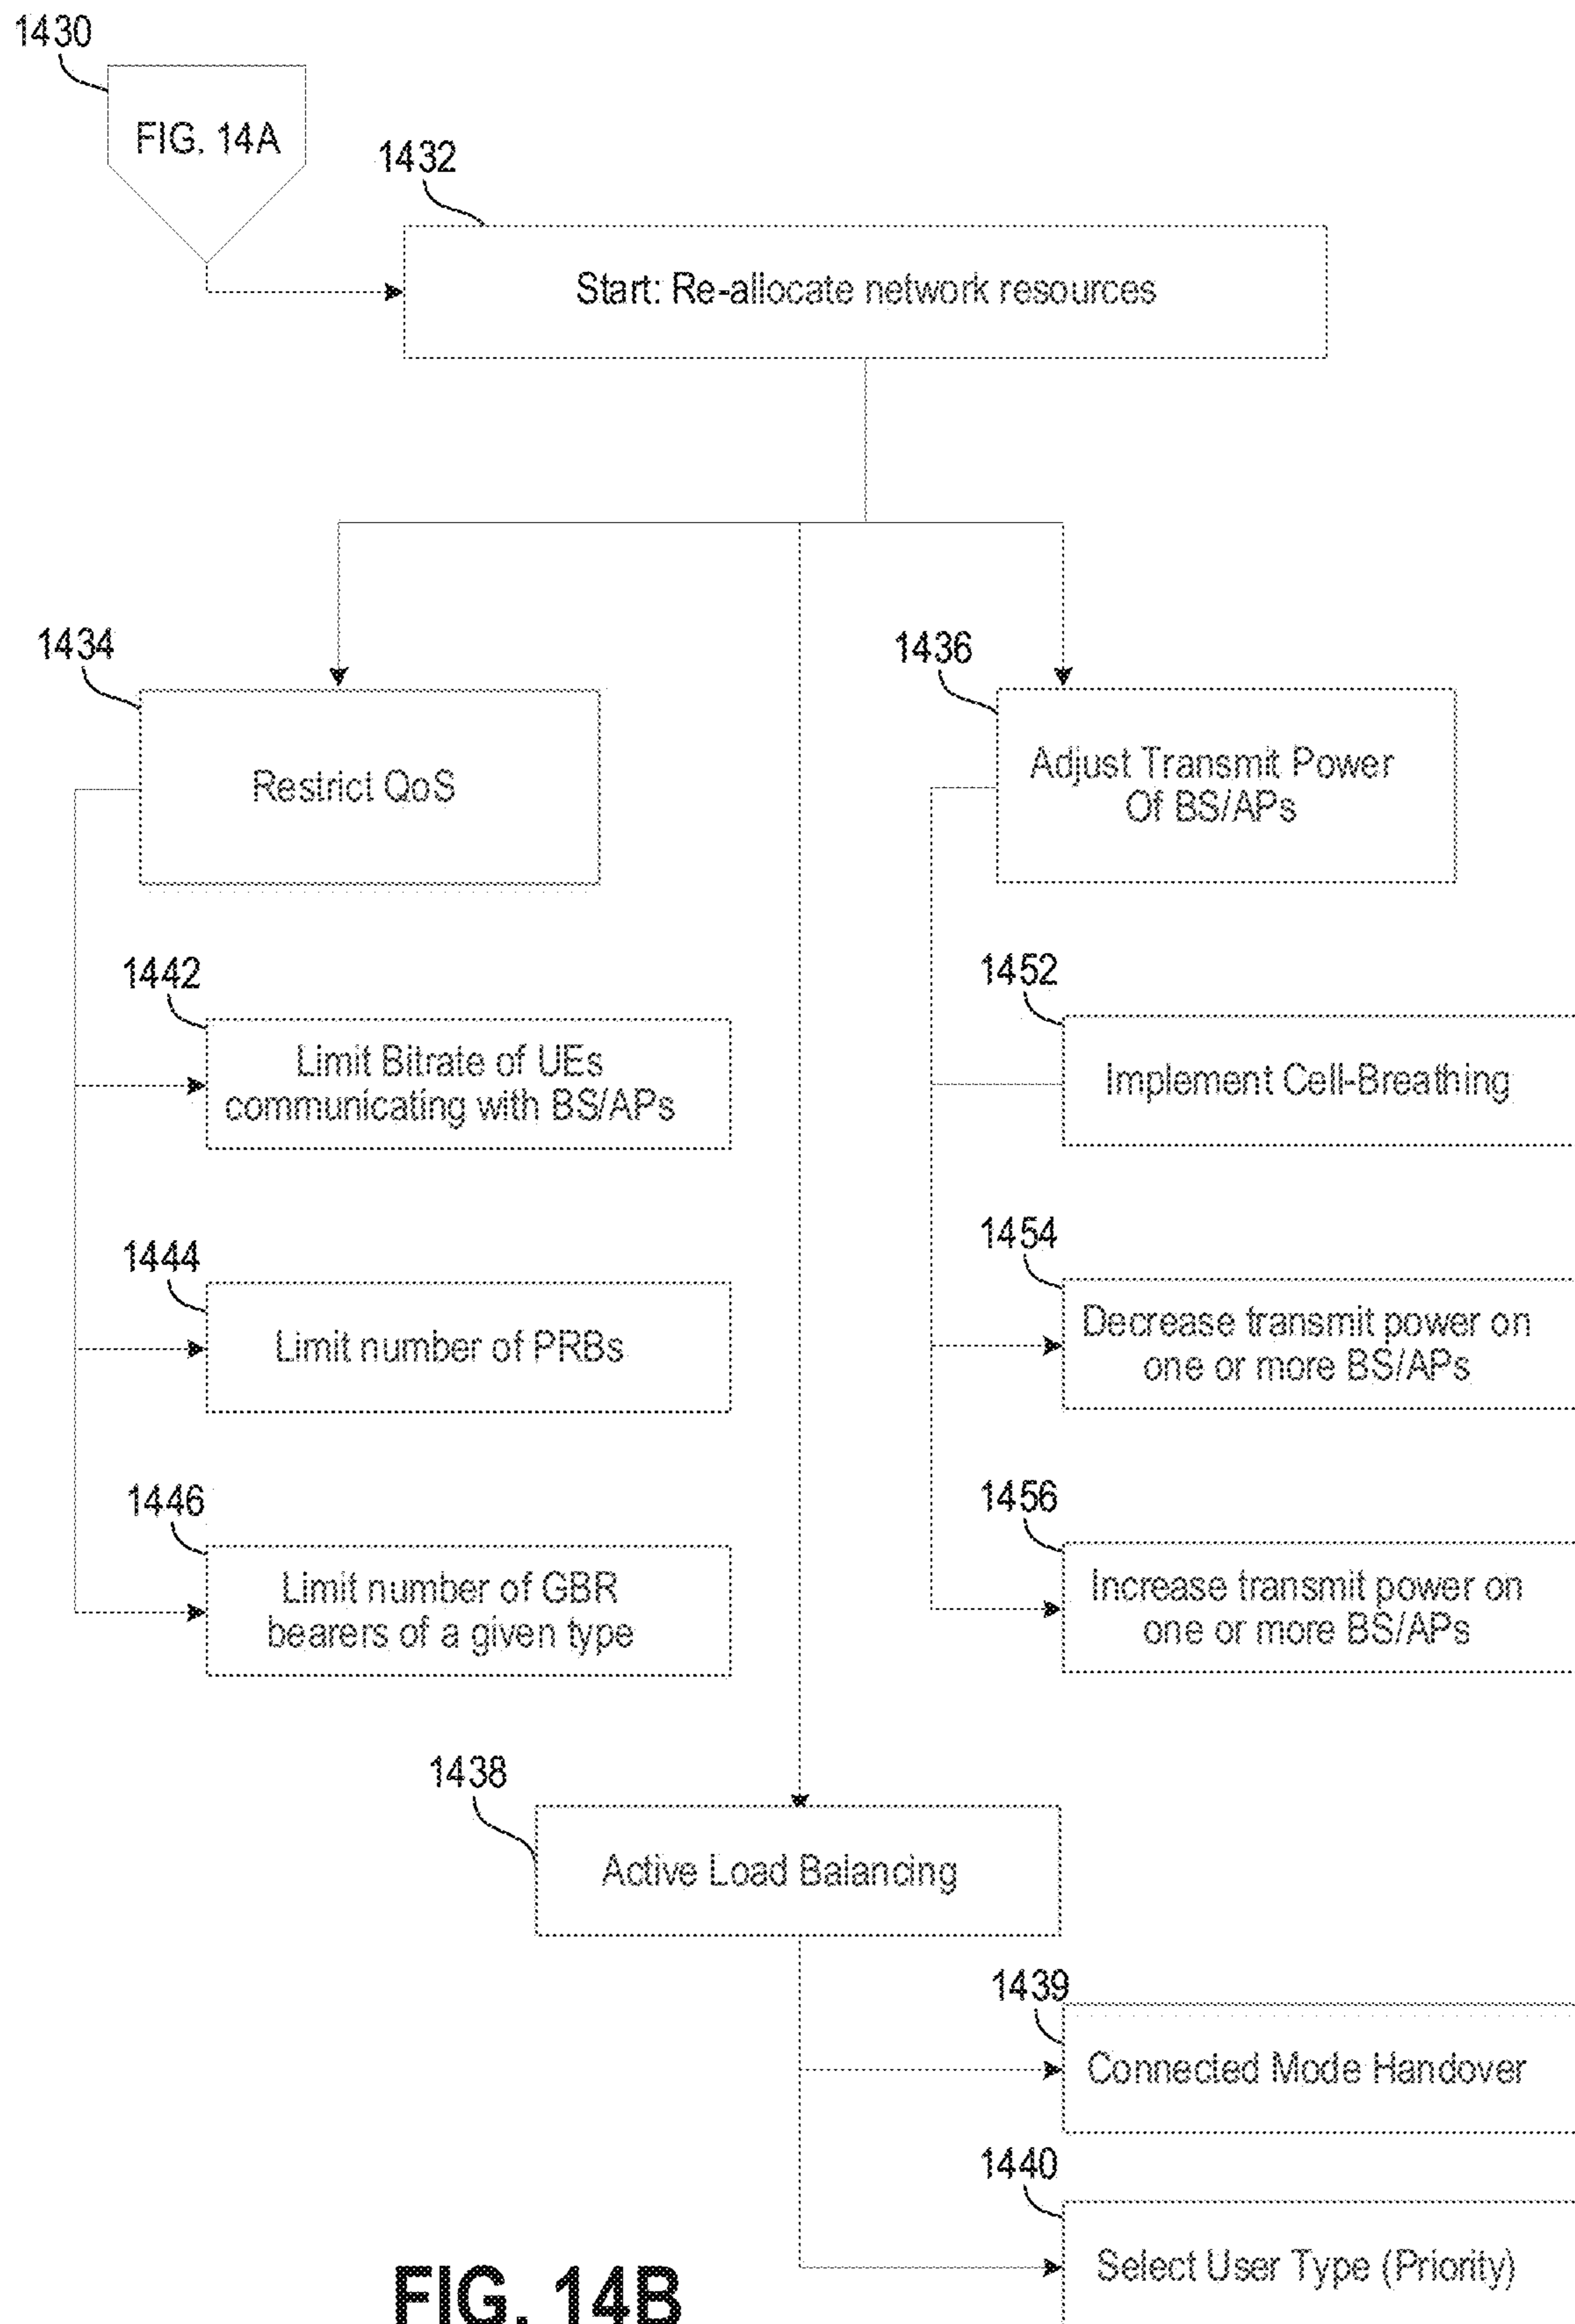 1430
FIG. 14A
1432
Start: Re-allocate network resources
1434
Restrict QoS
1436
Adjust Transmit Power
Of BS/APs
1442
Limit Bitrate of UEs
communicating with BS/APs
1452
Implement Cell-Breathing
1444
Limit number of PRBs
1454
Decrease transmit power on
one or more BS/APs
1446
Limit number of GBR
bearers of a given type
1456
Increase transmit power on
one or more BS/APs
1438
Active Load Balancing
1439
Connected Mode Handover
1440
Select User Type (Priority)
FIG. 14B